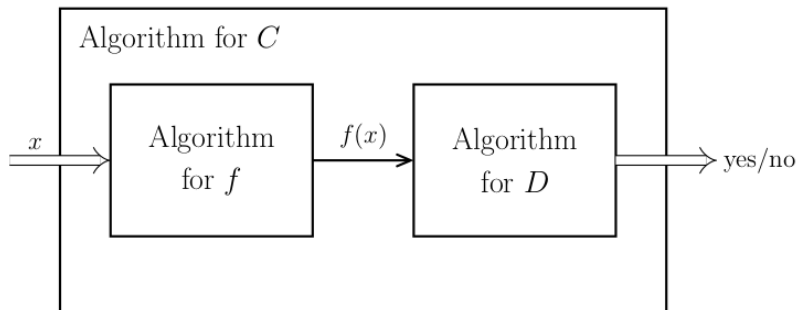 Algorithm for C
x
Algorithm
for f
f(x)
Algorithm
for D
yes/no